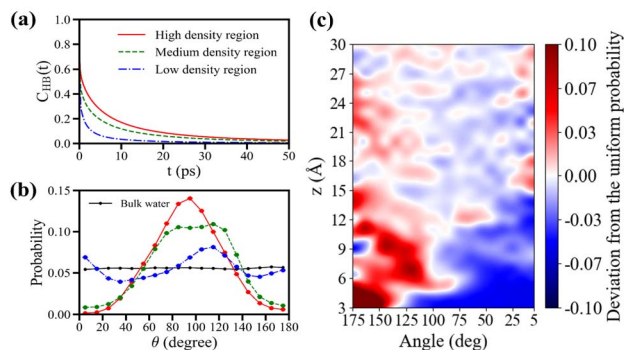 (a)
C_HB(t)
1.0
0.8
0.6
0.4
0.2
0.0
High density region
Medium density region
Low density region
0 10 20 30 40 50
t (ps)
(b)
Probability
0.15
0.10
0.05
0.00
Bulk water
0 20 40 60 80 100 120 140 160 180
θ (degree)
(c)
z (Å)
30
27
24
21
18
15
12
9
6
3
175 150 125 100 75 50 25 5
Angle (deg)
0.10
0.07
0.03
0.00
-0.03
-0.07
-0.10
Deviation from the uniform probability